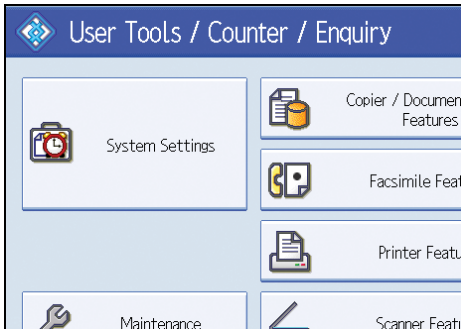 User Tools / Counter / Enquiry
System Settings
Copier / Documen
Features
Facsimile Feat
Printer Featu
Maintenance
Scanner Featu